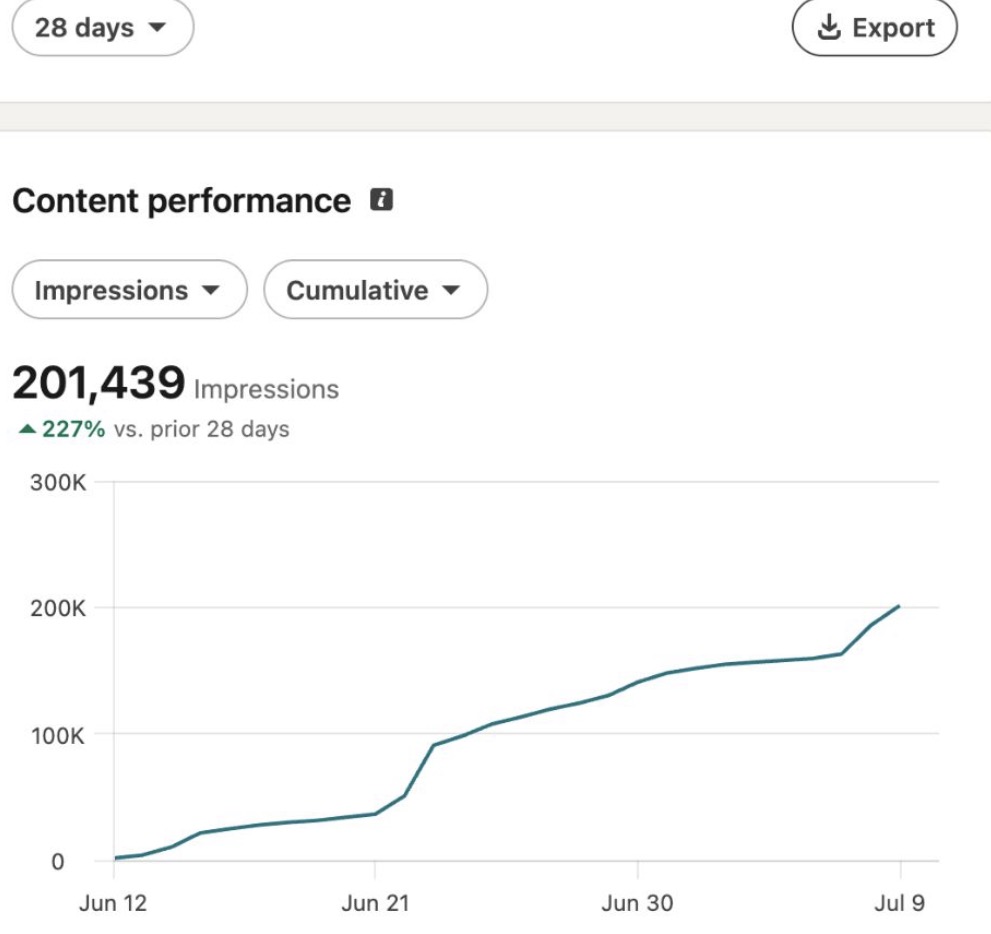 28 days
Export
Content performance
Impressions
Cumulative
201,439 Impressions
227% vs. prior 28 days
300K
200K
100K
0
Jun 12 Jun 21 Jun 30 Jul 9